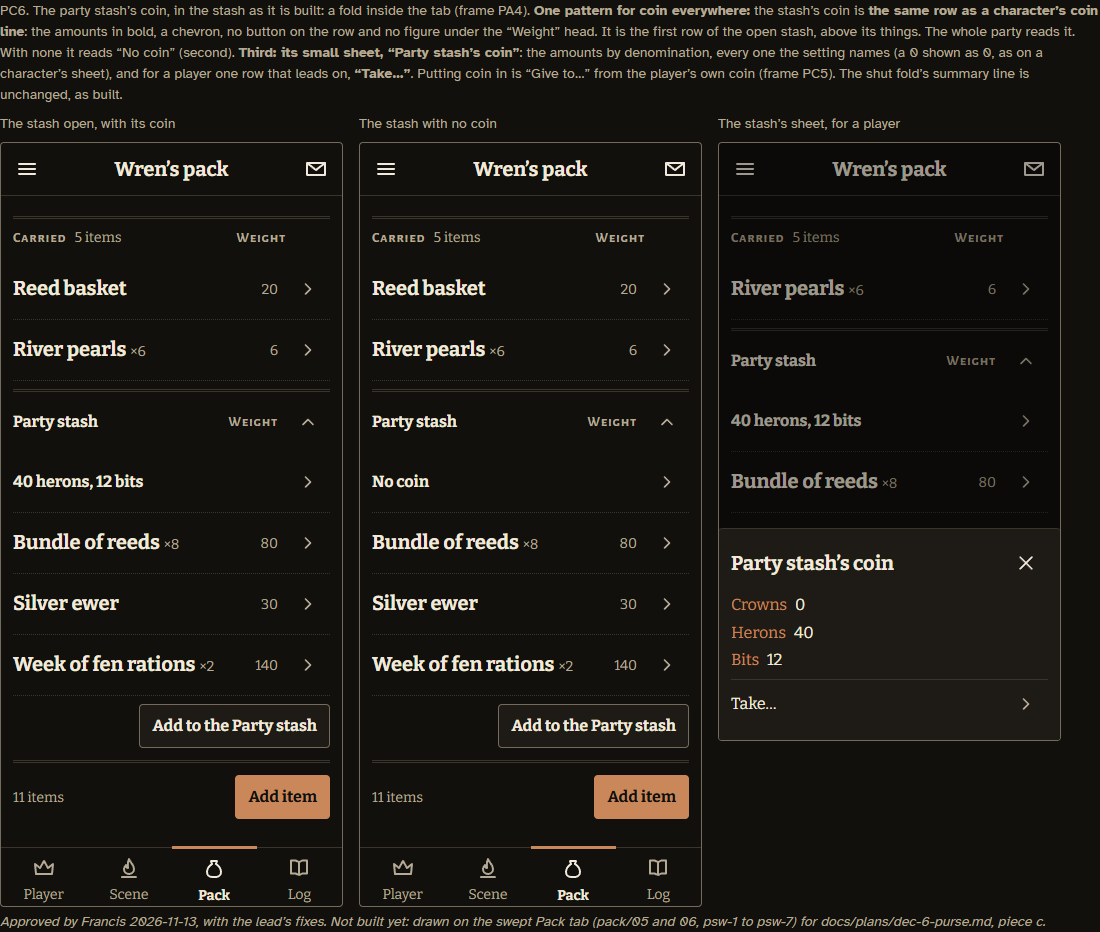 PC6. The party stash’s coin, in the stash as it is built: a fold inside the tab (frame PA4). One pattern for coin everywhere: the stash’s coin is the same row as a character’s coin
line: the amounts in bold, a chevron, no button on the row and no figure under the “Weight” head. It is the first row of the open stash, above its things. The whole party reads it.
With none it reads “No coin” (second). Third: its small sheet, “Party stash’s coin”: the amounts by denomination, every one the setting names (a 0 shown as 0, as on a
character’s sheet), and for a player one row that leads on, “Take…”. Putting coin in is “Give to…” from the player’s own coin (frame PC5). The shut fold’s summary line is
unchanged, as built.
The stash open, with its coin
Wren’s pack
Carried 5 items Weight
Reed basket 20
River pearls ×6 6
Party stash Weight
40 herons, 12 bits
Bundle of reeds ×8 80
Silver ewer 30
Week of fen rations ×2 140
Add to the Party stash
11 items Add item
Player Scene Pack Log
The stash with no coin
Wren’s pack
Carried 5 items Weight
Reed basket 20
River pearls ×6 6
Party stash Weight
No coin
Bundle of reeds ×8 80
Silver ewer 30
Week of fen rations ×2 140
Add to the Party stash
11 items Add item
Player Scene Pack Log
The stash’s sheet, for a player
Wren’s pack
Carried 5 items Weight
River pearls ×6 6
Party stash Weight
40 herons, 12 bits
Bundle of reeds ×8 80
Party stash’s coin
Crowns 0
Herons 40
Bits 12
Take…
Approved by Francis 2026-11-13, with the lead’s fixes. Not built yet: drawn on the swept Pack tab (pack/05 and 06, psw-1 to psw-7) for docs/plans/dec-6-purse.md, piece c.